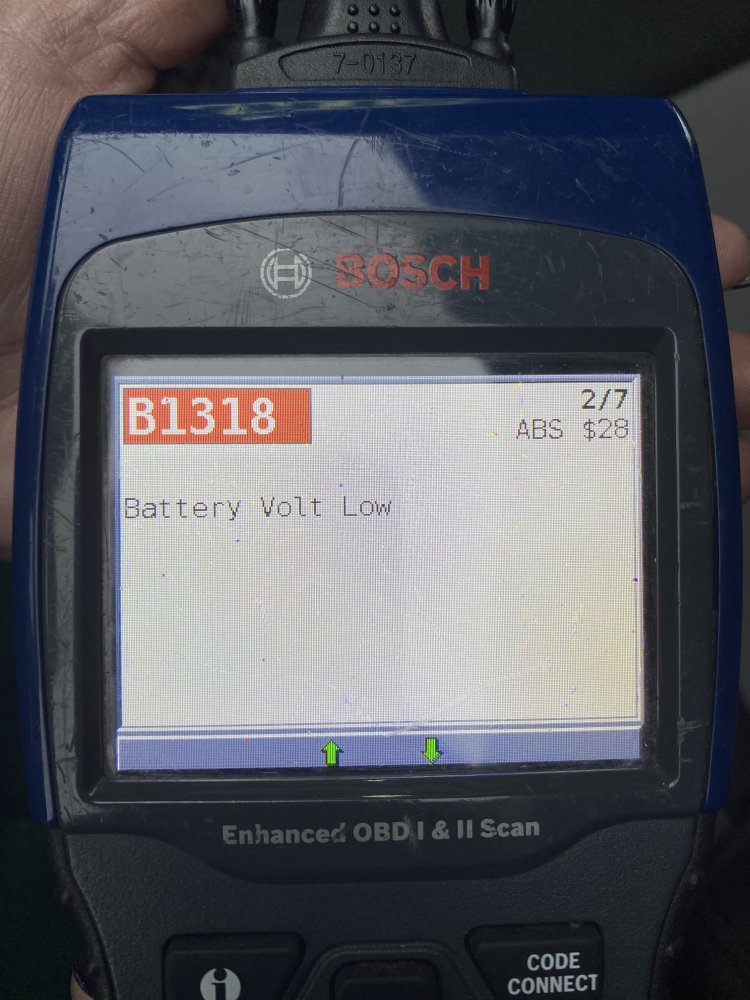 7-0137
BOSCH
B1318
2/7
ABS $28
Battery Volt Low
Enhanced OBD I & II Scan
i
CODE
CONNECT